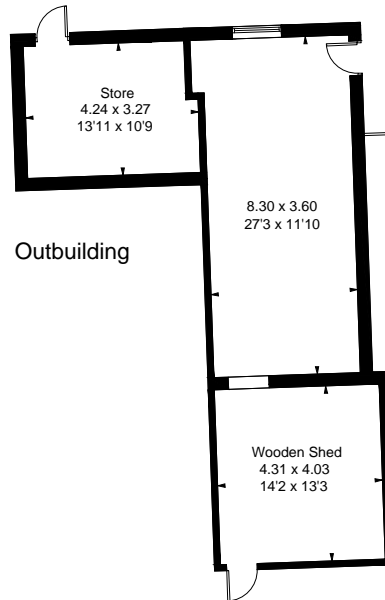 Store
4.24 x 3.27
13'11 x 10'9
8.30 x 3.60
27'3 x 11'10
Outbuilding
Wooden Shed
4.31 x 4.03
14'2 x 13'3